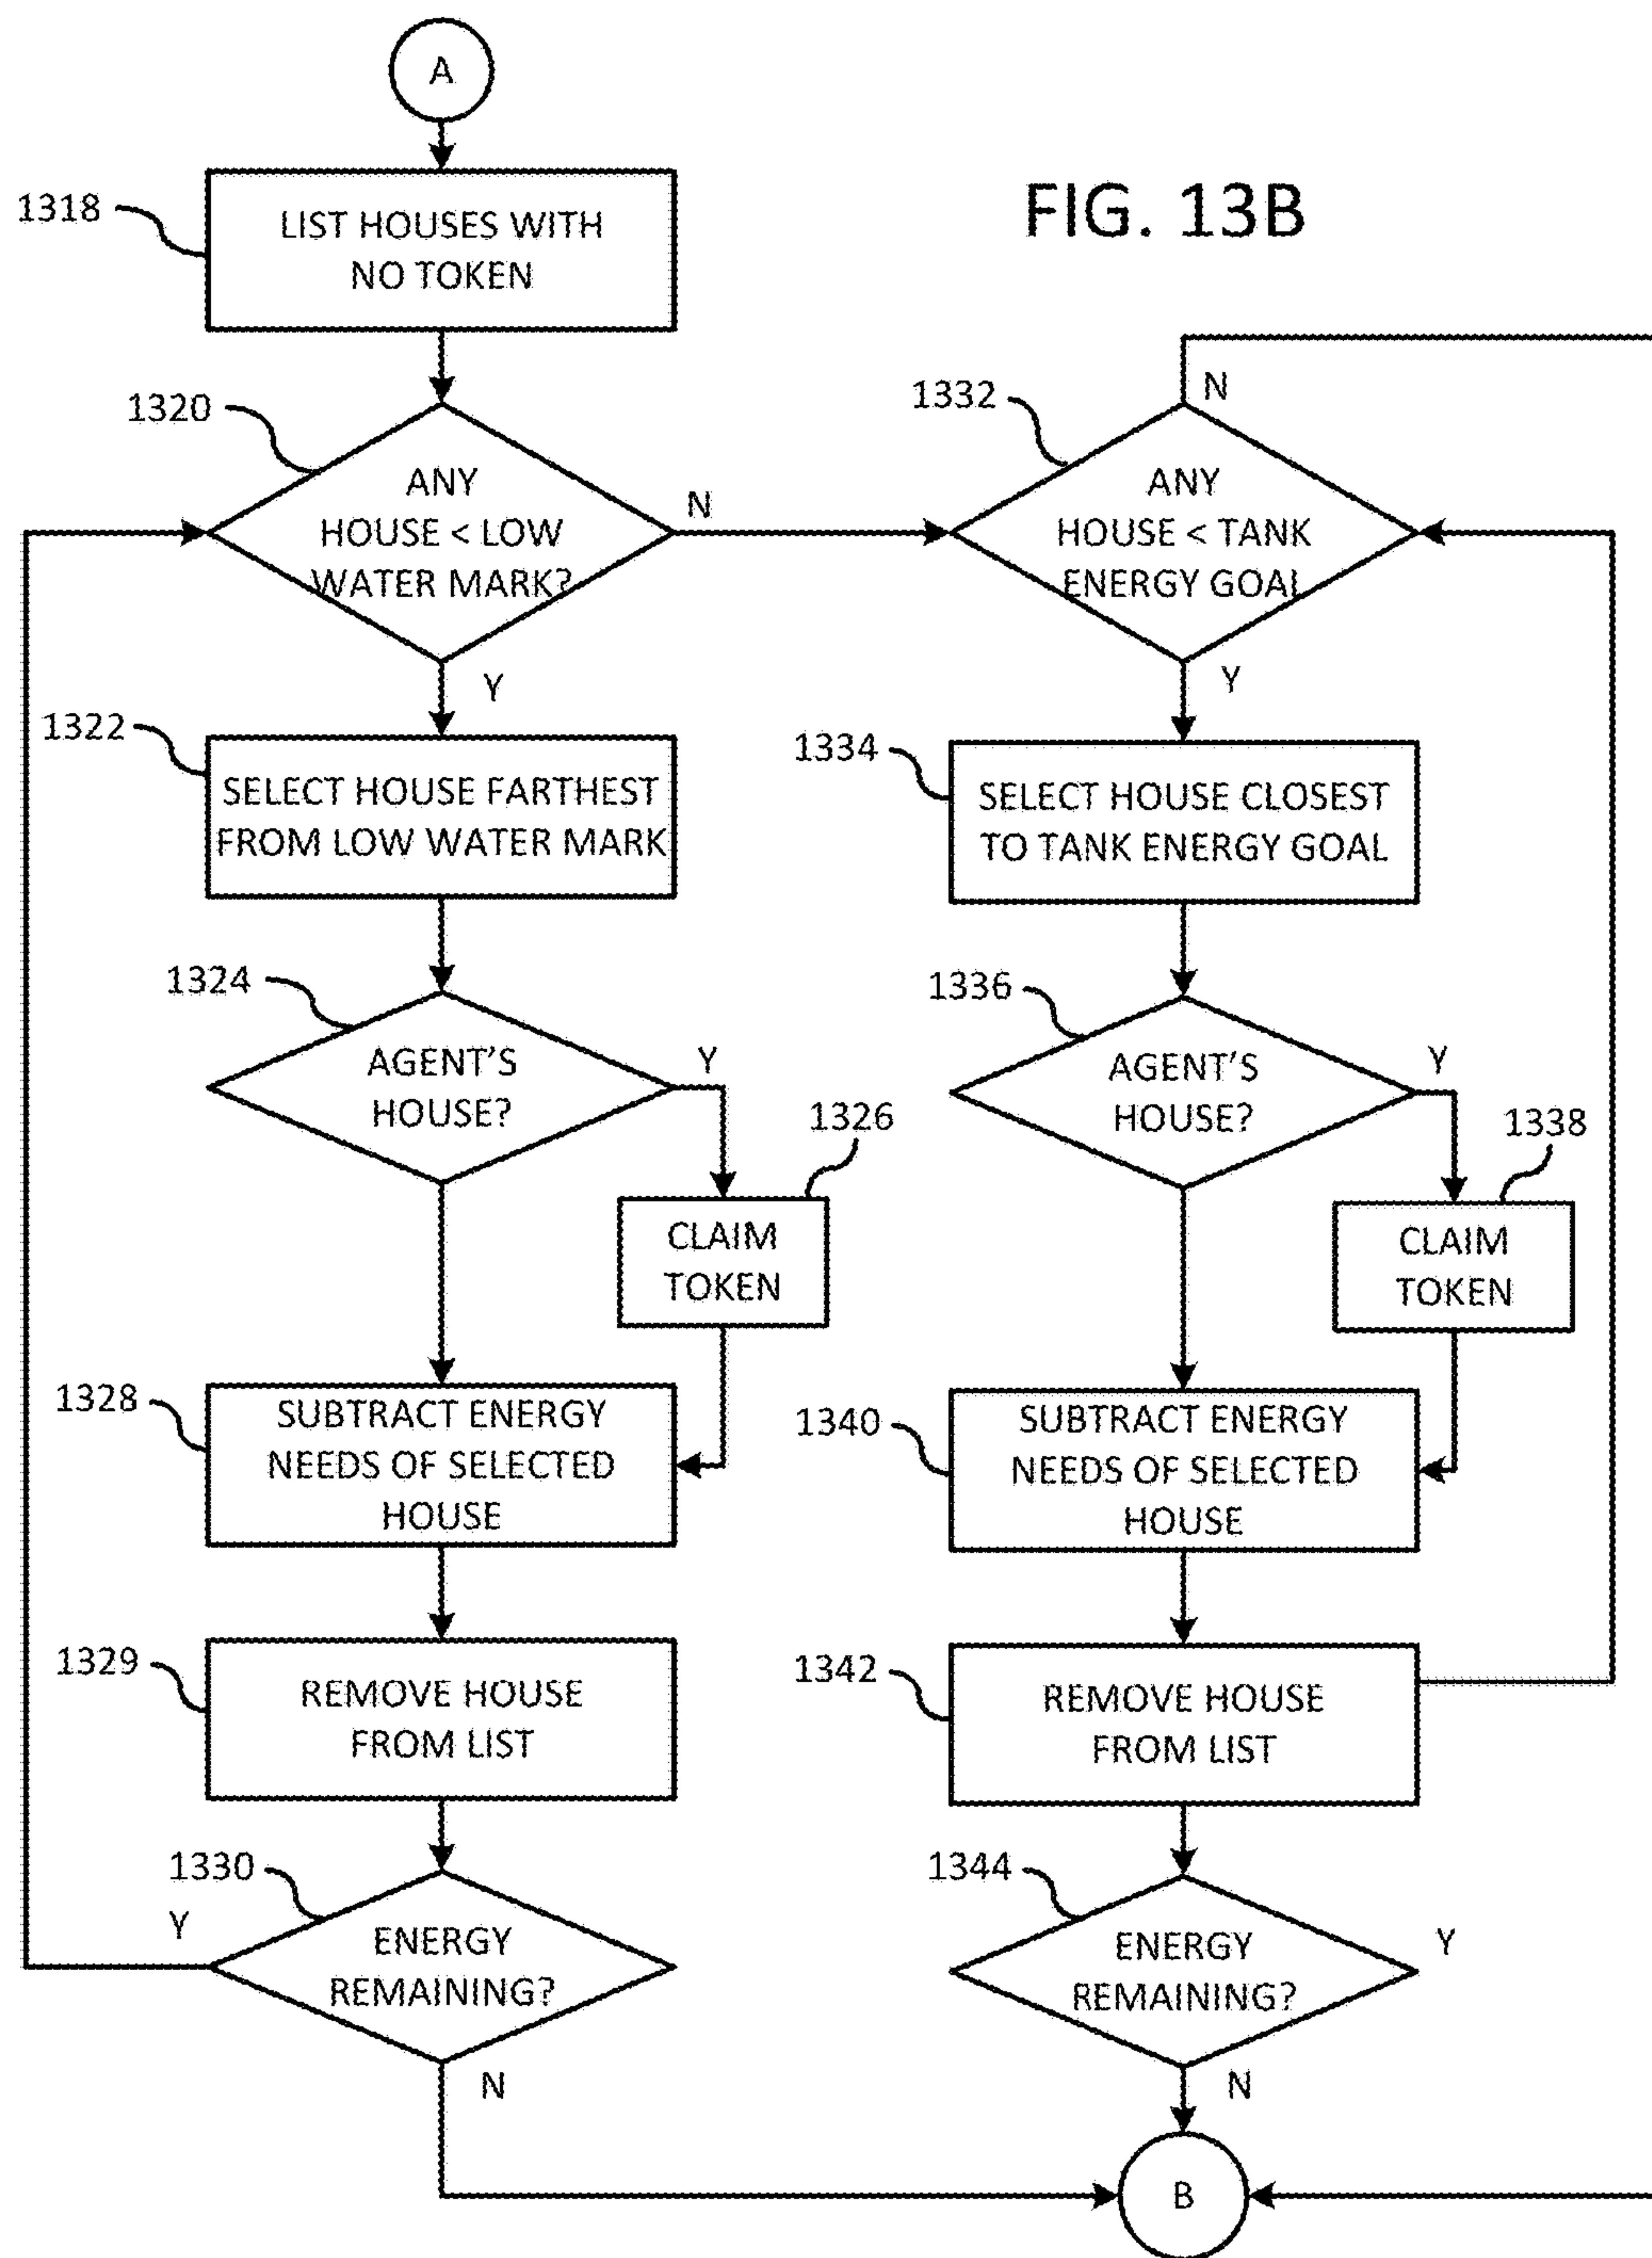 A
1318
LIST HOUSES WITH
NO TOKEN
FIG. 13B
1320
ANY
HOUSE < LOW
WATER MARK?
N
Y
1332
ANY
HOUSE < TANK
ENERGY GOAL
N
Y
1322
SELECT HOUSE FARTHEST
FROM LOW WATER MARK
1334
SELECT HOUSE CLOSEST
TO TANK ENERGY GOAL
1324
AGENT'S
HOUSE?
Y
1326
CLAIM
TOKEN
1336
AGENT'S
HOUSE?
Y
1338
CLAIM
TOKEN
1328
SUBTRACT ENERGY
NEEDS OF SELECTED
HOUSE
1340
SUBTRACT ENERGY
NEEDS OF SELECTED
HOUSE
1329
REMOVE HOUSE
FROM LIST
1342
REMOVE HOUSE
FROM LIST
1330
Y
ENERGY
REMAINING?
N
1344
ENERGY
REMAINING?
Y
N
B